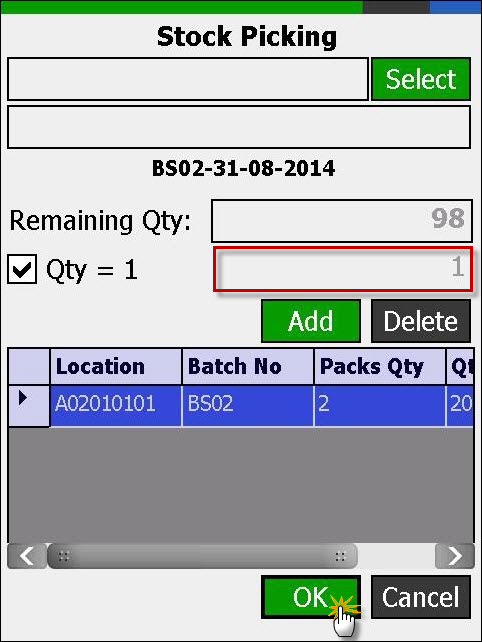 Stock Picking
Select
BS02-31-08-2014
Remaining Qty: 98
Qty = 1 1
Add Delete
Location Batch No Packs Qty Qt
A02010101 BS02 2 20
OK Cancel